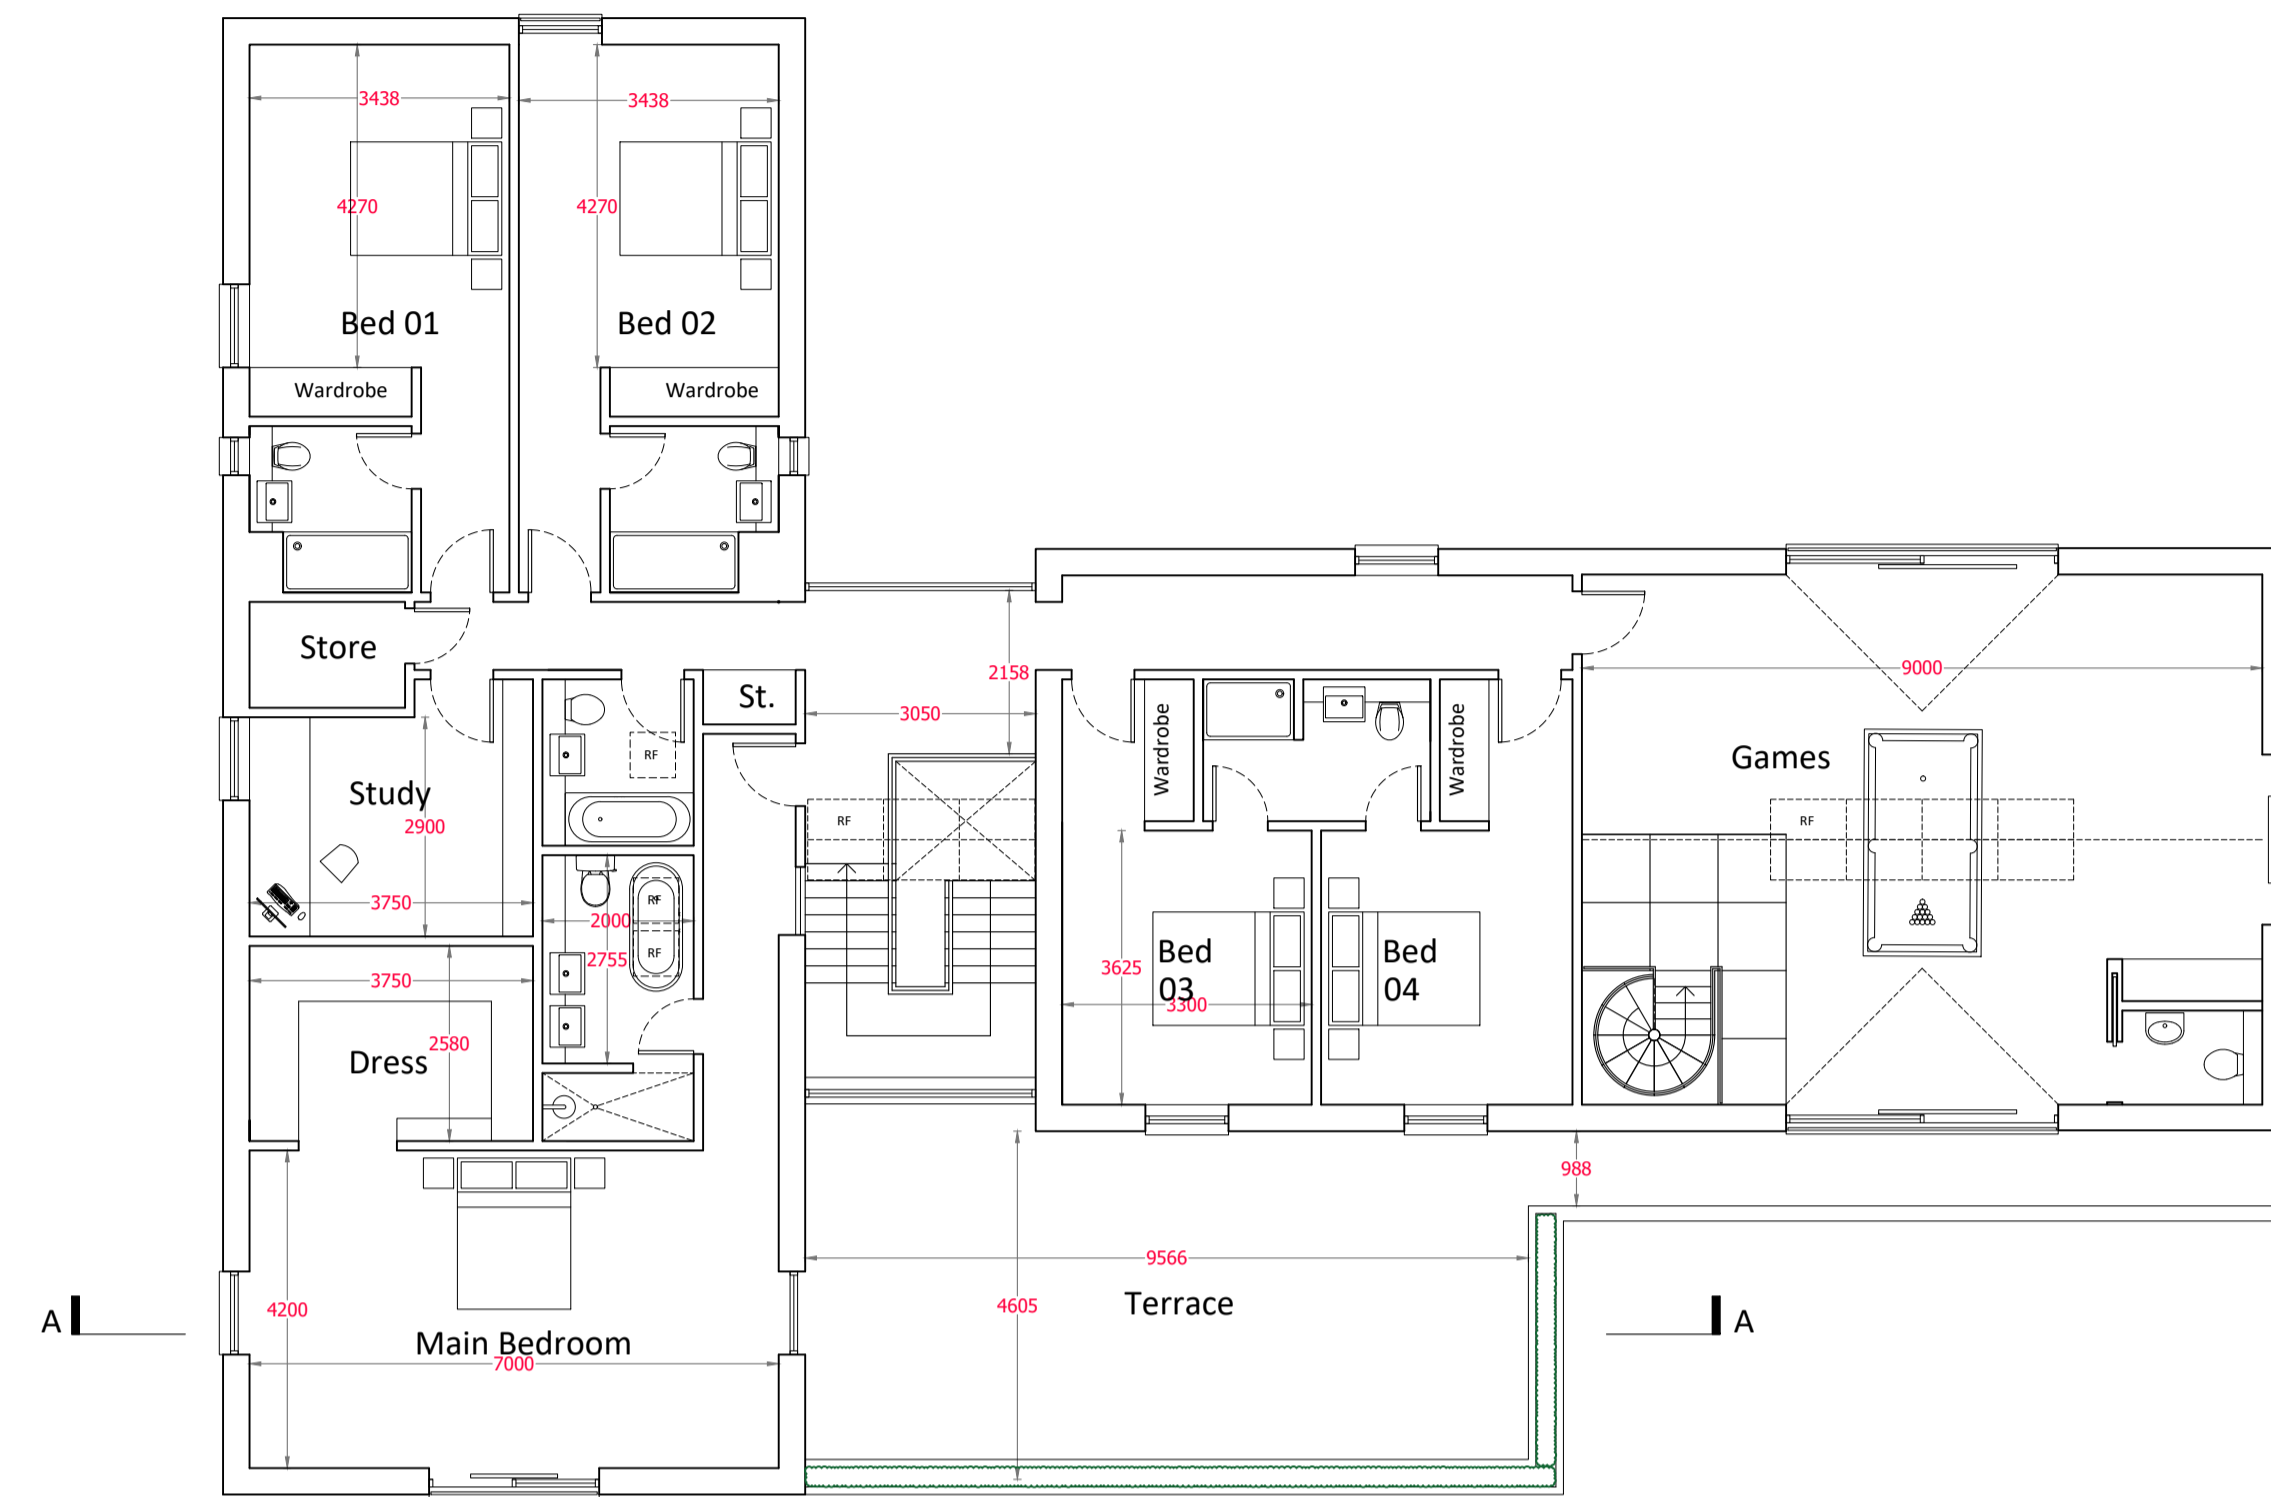 3438
3438
4270
4270
Bed 01
Bed 02
Wardrobe
Wardrobe
Store
2158
9000
St.
3050
Wardrobe
Wardrobe
RF
Games
Study
2900
RF
RF
3750
RF
2000
RF
2755
Bed
03
Bed
04
3625
3300
3750
2580
Dress
988
9566
4605
Terrace
4200
A
A
Main Bedroom
7000